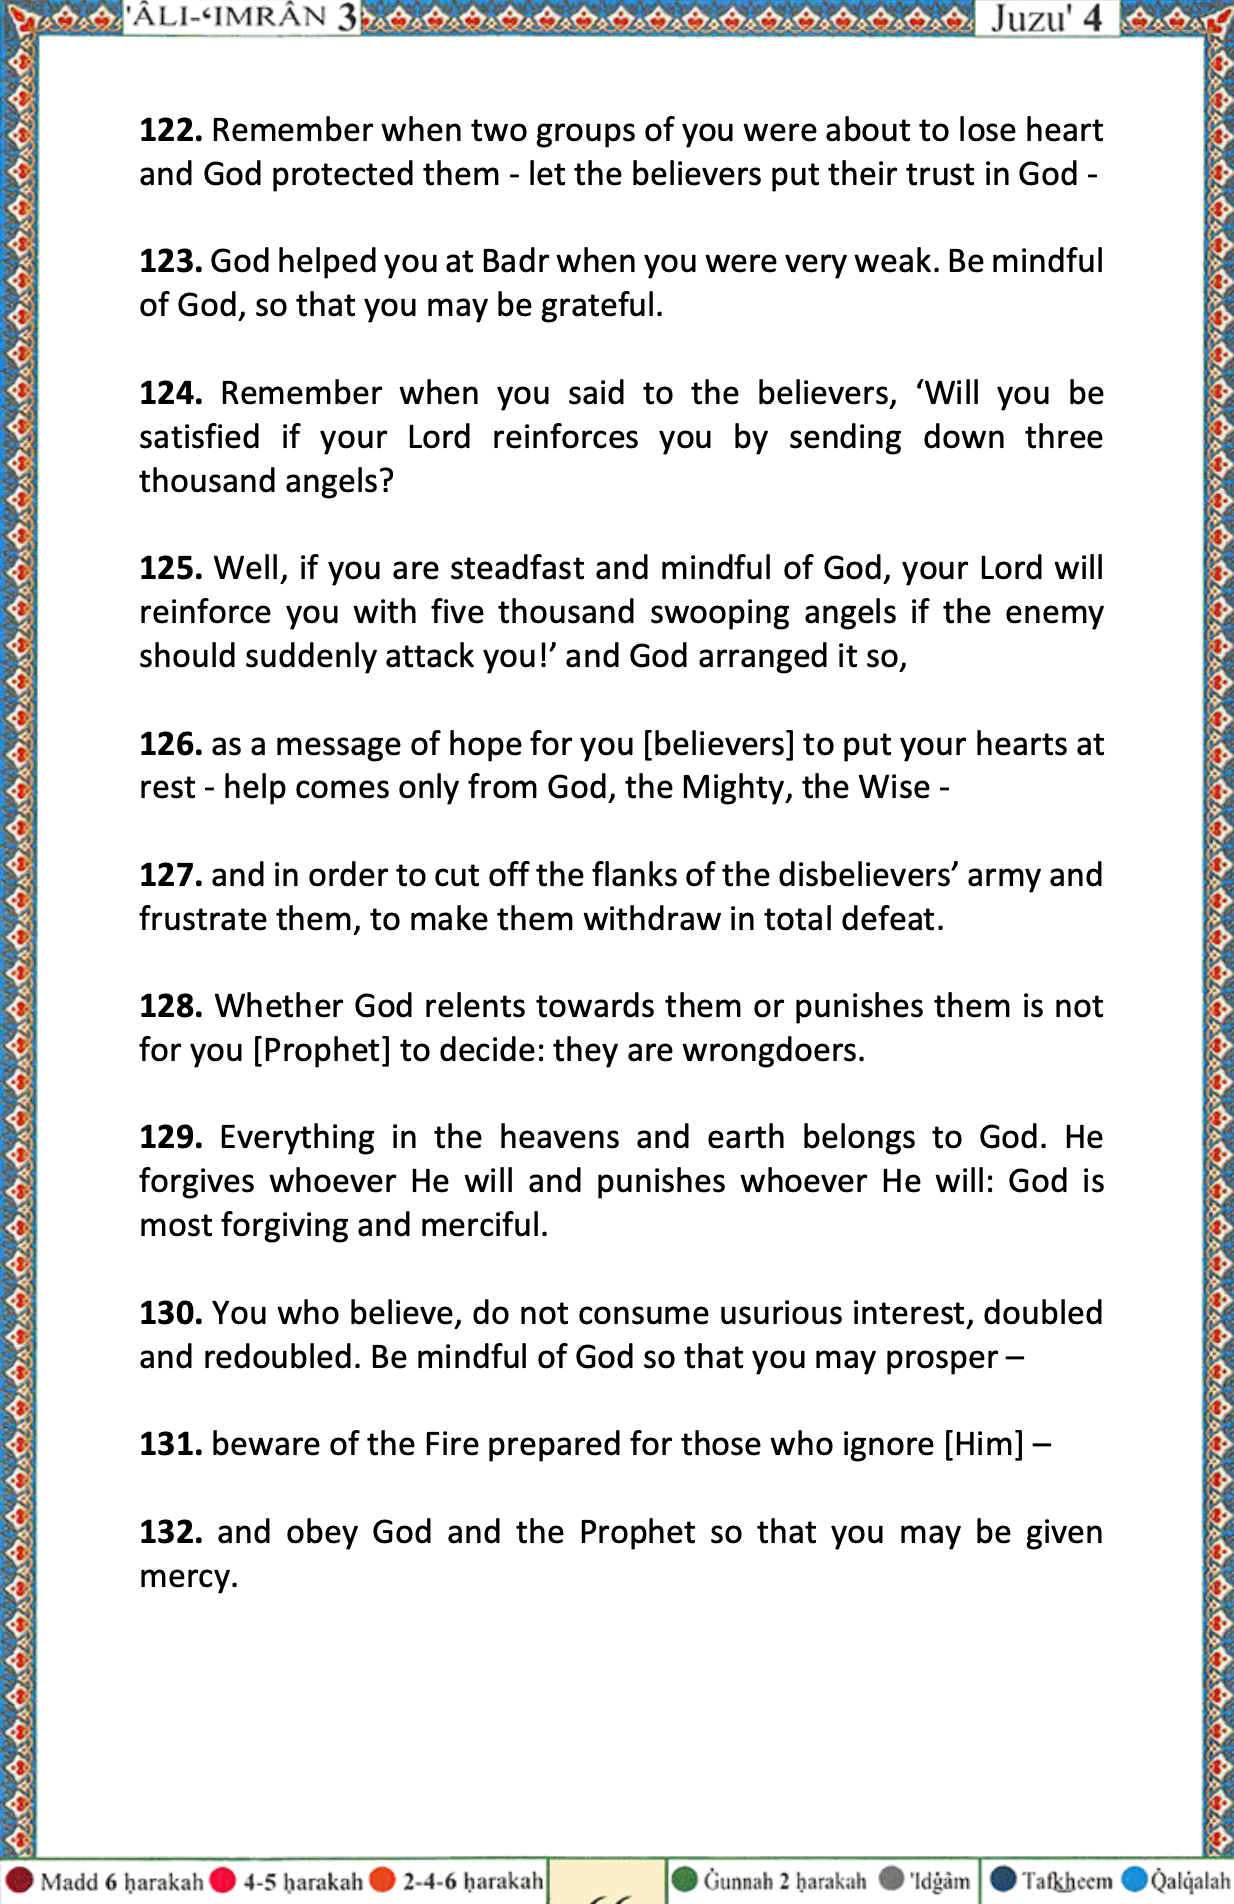 'ÂLI-‘IMRÂN 3 Juzu' 4
122. Remember when two groups of you were about to lose heart
and God protected them - let the believers put their trust in God -
123. God helped you at Badr when you were very weak. Be mindful
of God, so that you may be grateful.
124. Remember when you said to the believers, ‘Will you be
satisfied if your Lord reinforces you by sending down three
thousand angels?
125. Well, if you are steadfast and mindful of God, your Lord will
reinforce you with five thousand swooping angels if the enemy
should suddenly attack you!’ and God arranged it so,
126. as a message of hope for you [believers] to put your hearts at
rest - help comes only from God, the Mighty, the Wise -
127. and in order to cut off the flanks of the disbelievers’ army and
frustrate them, to make them withdraw in total defeat.
128. Whether God relents towards them or punishes them is not
for you [Prophet] to decide: they are wrongdoers.
129. Everything in the heavens and earth belongs to God. He
forgives whoever He will and punishes whoever He will: God is
most forgiving and merciful.
130. You who believe, do not consume usurious interest, doubled
and redoubled. Be mindful of God so that you may prosper –
131. beware of the Fire prepared for those who ignore [Him] –
132. and obey God and the Prophet so that you may be given
mercy.
Madd 6 ḥarakah 4-5 ḥarakah 2-4-6 ḥarakah Ġunnah 2 ḥarakah 'Idġâm Tafkheem Qalqalah